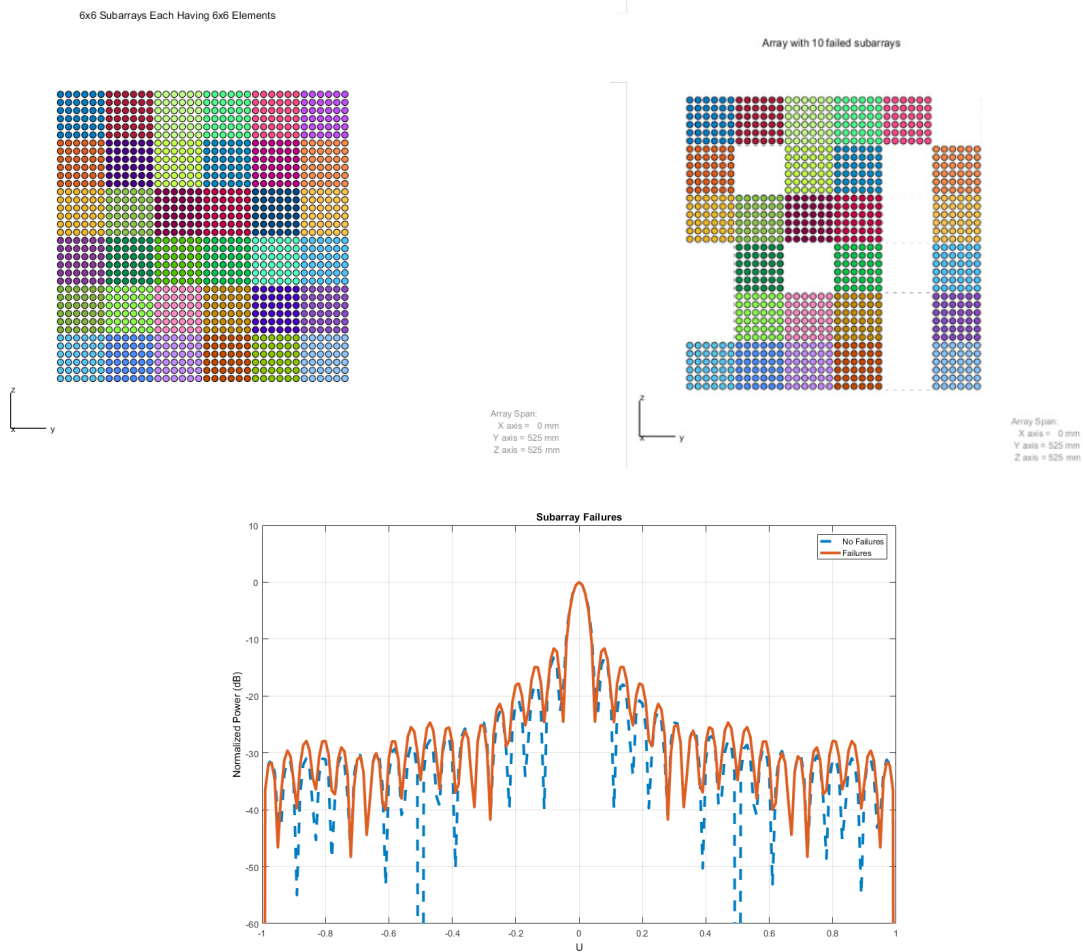 6x6 Subarrays Each Having 6x6 Elements
Array with 10 failed subarrays
z
x
y
Array Span:
X axis = 0 mm
Y axis = 525 mm
Z axis = 525 mm
z
x
y
Array Span:
X axis = 0 mm
Y axis = 525 mm
Z axis = 525 mm
Subarray Failures
10
0
-10
-20
-30
-40
-50
-60
Normalized Power (dB)
No Failures
Failures
-1
-0.8
-0.6
-0.4
-0.2
0
0.2
0.4
0.6
0.8
1
U